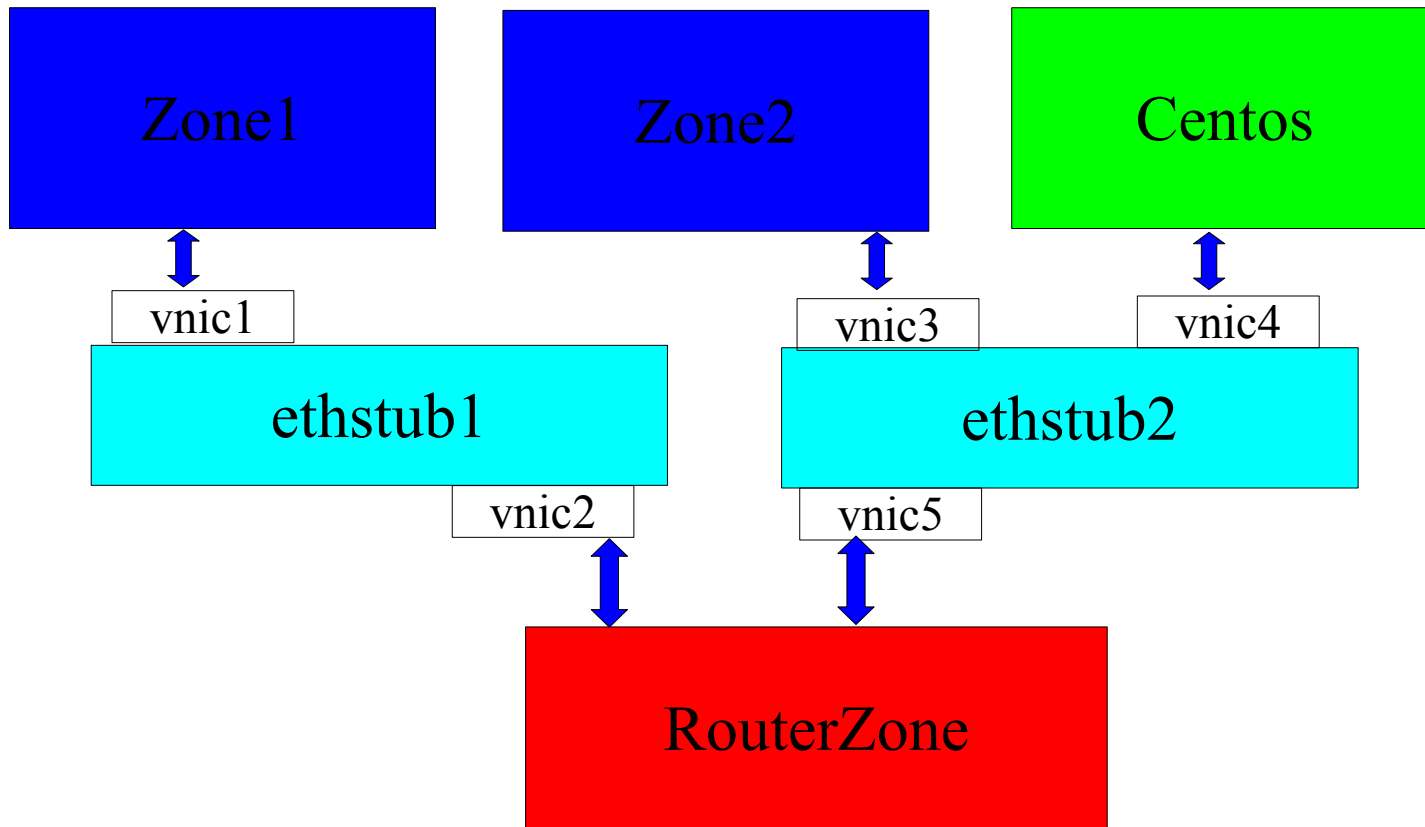 Zone1
Zone2
Centos
vnic1
vnic3
vnic4
ethstub1
ethstub2
vnic2
vnic5
RouterZone